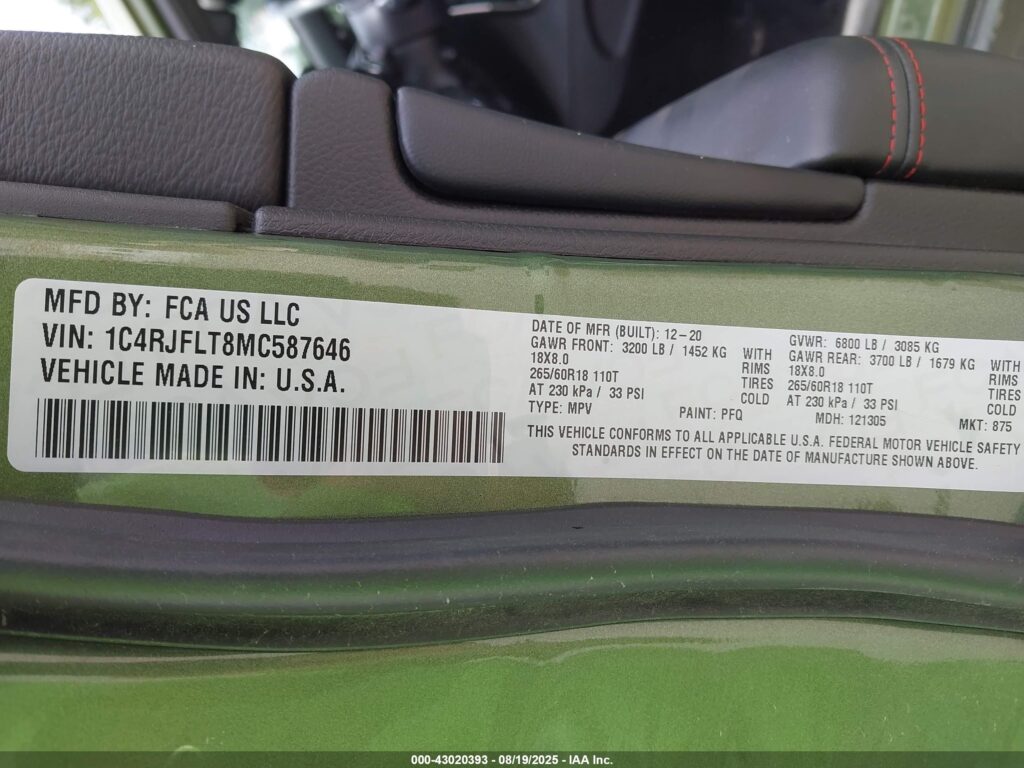 MFD BY: FCA US LLC
VIN: 1C4RJFLT8MC587646
VEHICLE MADE IN: U.S.A.
DATE OF MFR (BUILT): 12-20
GAWR FRONT: 3200 LB / 1452 KG WITH
18X8.0 RIMS
265/60R18 110T TIRES
AT 230 kPa / 33 PSI COLD
TYPE: MPV PAINT: PFQ
GVWR: 6800 LB / 3085 KG
GAWR REAR: 3700 LB / 1679 KG WITH
18X8.0 RIMS
265/60R18 110T TIRES
AT 230 kPa / 33 PSI COLD
MDH: 121305 MKT: 875
THIS VEHICLE CONFORMS TO ALL APPLICABLE U.S.A. FEDERAL MOTOR VEHICLE SAFETY
STANDARDS IN EFFECT ON THE DATE OF MANUFACTURE SHOWN ABOVE.
000-43020393 - 08/19/2025 - IAA Inc.